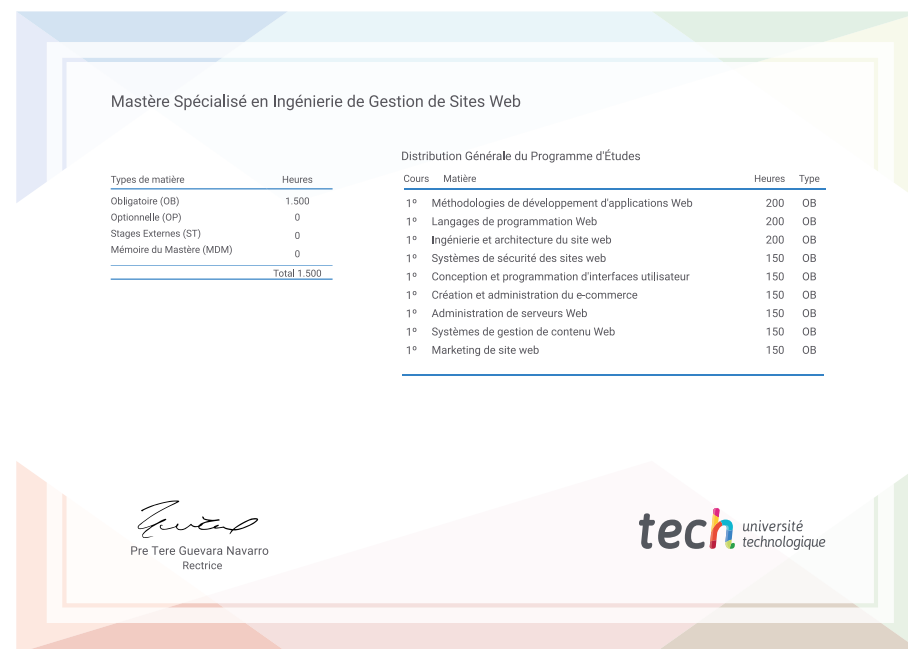 Mastère Spécialisé en Ingénierie de Gestion de Sites Web
Types de matière Heures
Obligatoire (OB) 1.500
Optionnelle (OP) 0
Stages Externes (ST) 0
Mémoire du Mastère (MDM) 0
Total 1.500
Distribution Générale du Programme d'Études
Cours Matière Heures Type
1º Méthodologies de développement d'applications Web 200 OB
1º Langages de programmation Web 200 OB
1º Ingénierie et architecture du site web 200 OB
1º Systèmes de sécurité des sites web 150 OB
1º Conception et programmation d'interfaces utilisateur 150 OB
1º Création et administration du e-commerce 150 OB
1º Administration de serveurs Web 150 OB
1º Systèmes de gestion de contenu Web 150 OB
1º Marketing de site web 150 OB
Pre Tere Guevara Navarro
Rectrice
tech université
technologique